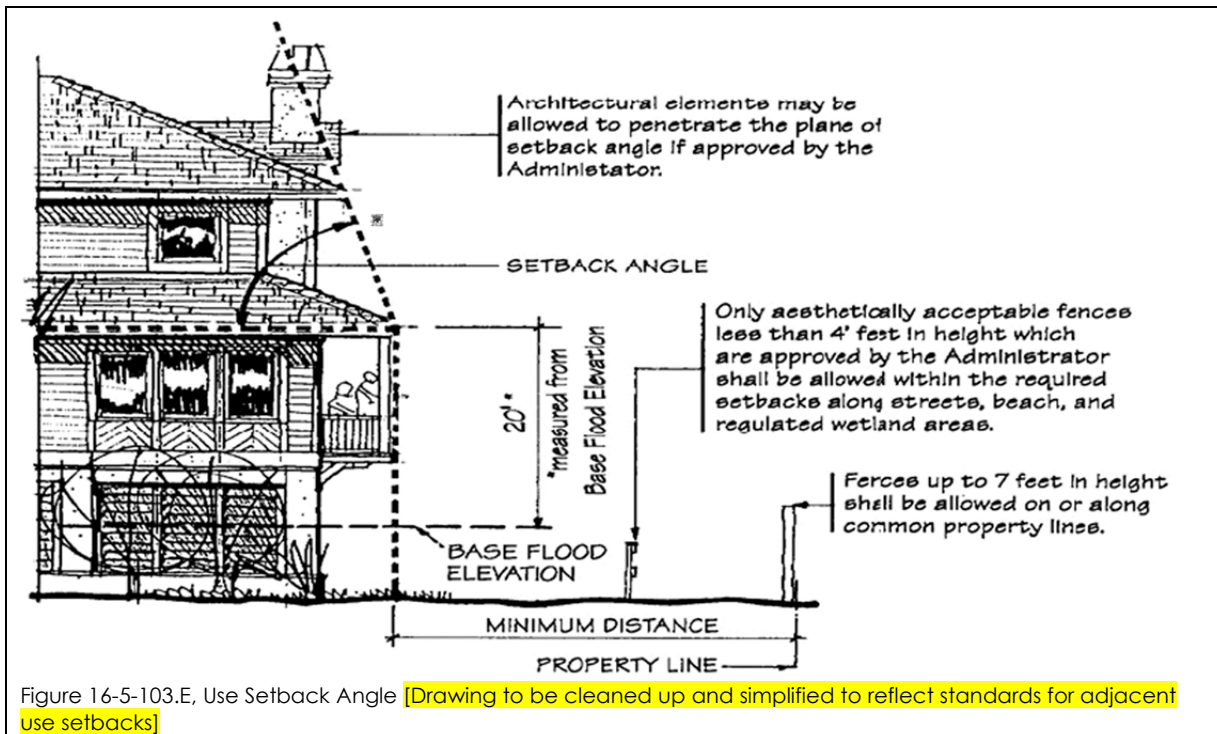 Architectural elements may be
allowed to penetrate the plane of
setback angle if approved by the
Administator.
SETBACK ANGLE
Only aesthetically acceptable fences
less than 4' fest in height which
are approved by the Administrator
shall be allowed within the required
setbacks along streets, beach, and
regulated wetland areas.
20'*
*measured from
Base Flood Elevation
Ferces up to 7 feet in height
shall be allowed on or along
common property lines.
BASE FLOOD
ELEVATION
MINIMUM DISTANCE
PROPERTY LINE
Figure 16-5-103.E, Use Setback Angle [Drawing to be cleaned up and simplified to reflect standards for adjacent
use setbacks]